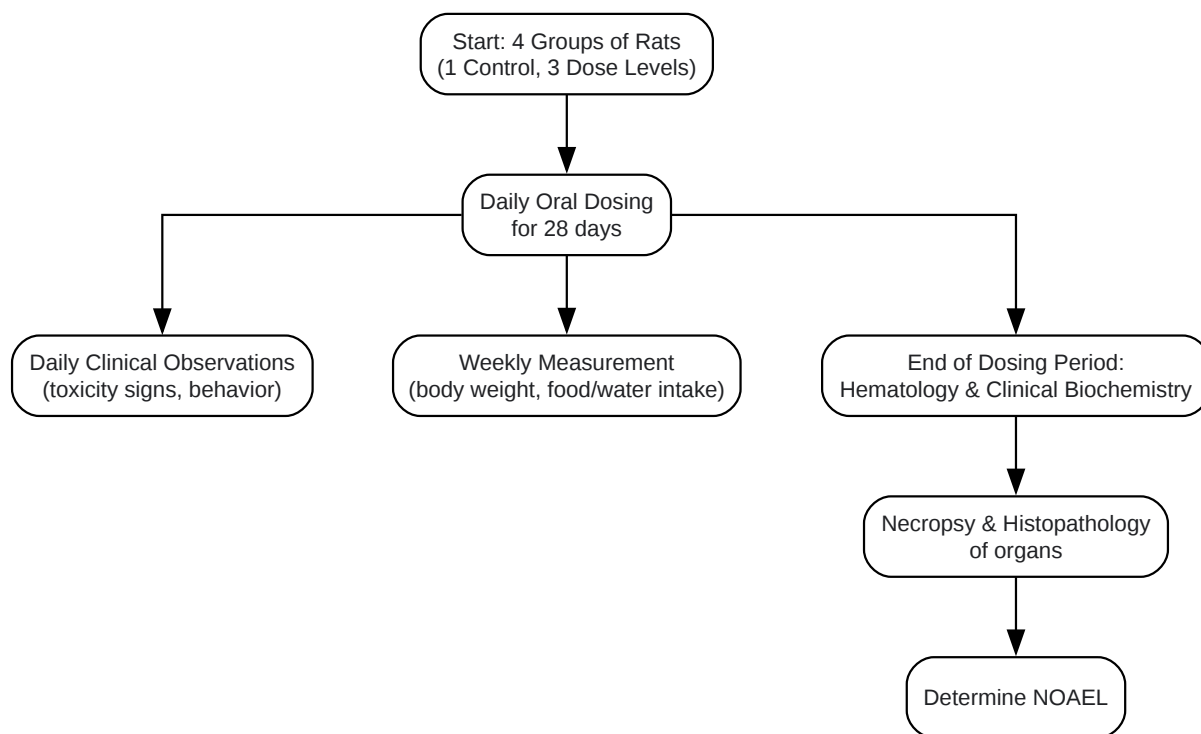 Start: 4 Groups of Rats
(1 Control, 3 Dose Levels)
Daily Oral Dosing
for 28 days
Daily Clinical Observations
(toxicity signs, behavior)
Weekly Measurement
(body weight, food/water intake)
End of Dosing Period:
Hematology & Clinical Biochemistry
Necropsy & Histopathology
of organs
Determine NOAEL